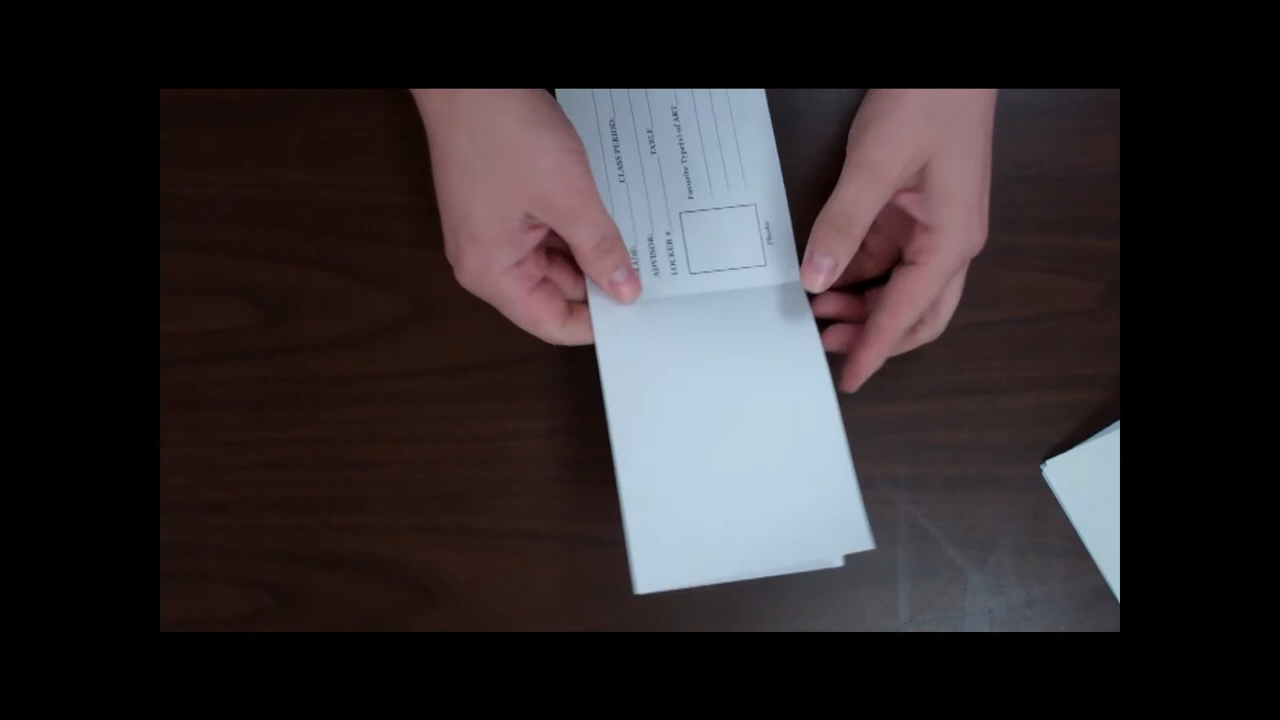 CLASS PERIOD:
ADVISOR: TABLE
LOCKER #
Favorite Type(s) of ART
Photo